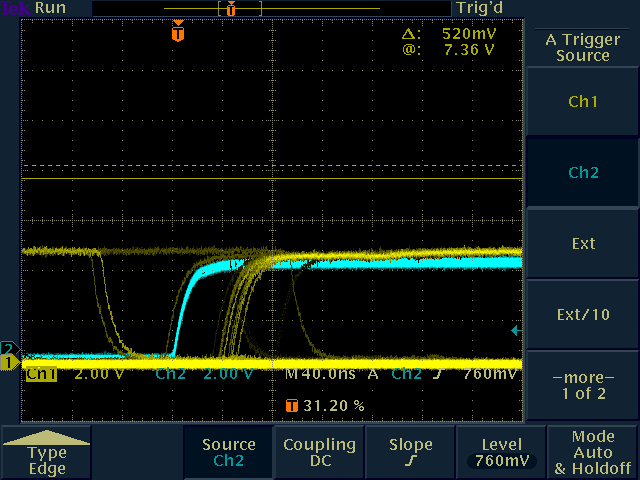 Tek Run Trig'd
[ ]
T
T
Δ: 520mV
@: 7.36 V
A Trigger
Source
Ch1
Ch2
Ext
Ext/10
-more-
1 of 2
2
1
Ch1 2.00 V Ch2 2.00 V M 40.0ns A Ch2 ʃ 760mV
T 31.20 %
Type
Edge
Source
Ch2
Coupling
DC
Slope
ʃ
Level
760mV
Mode
Auto
& Holdoff